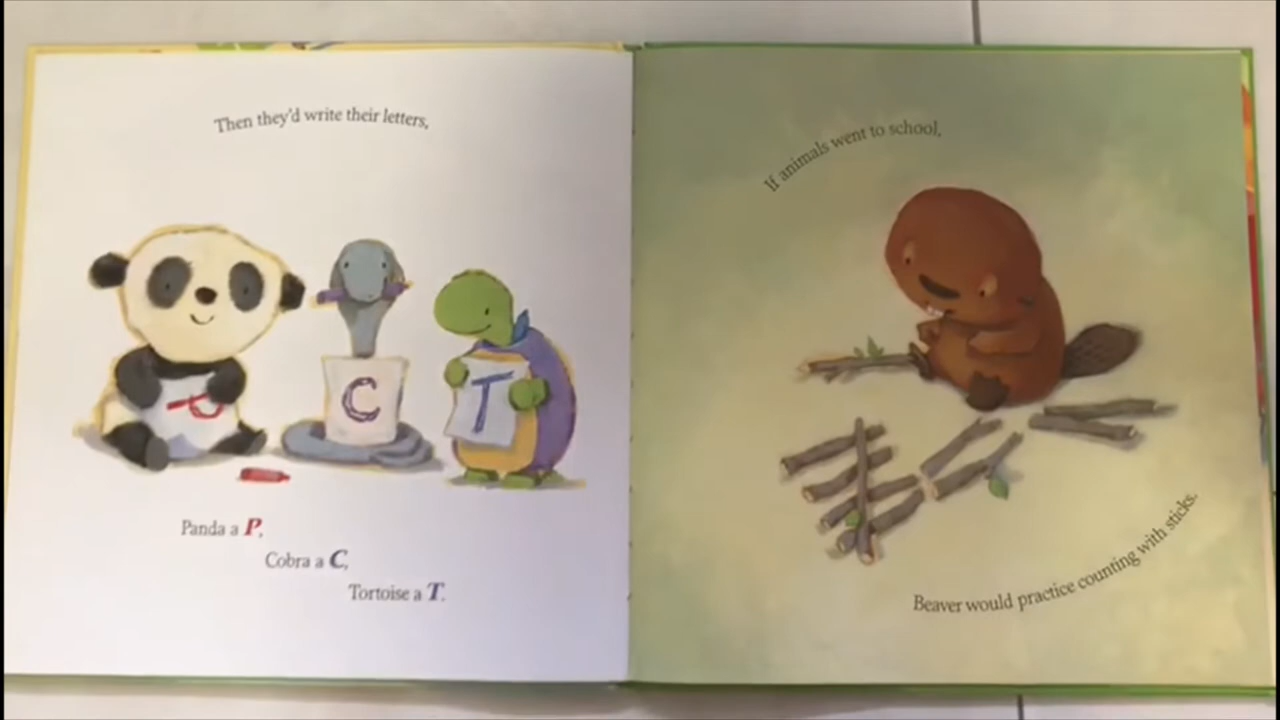 Then they'd write their letters,
P
C
T
Panda a P,
Cobra a C,
Tortoise a T.
If animals went to school,
Beaver would practice counting with sticks.